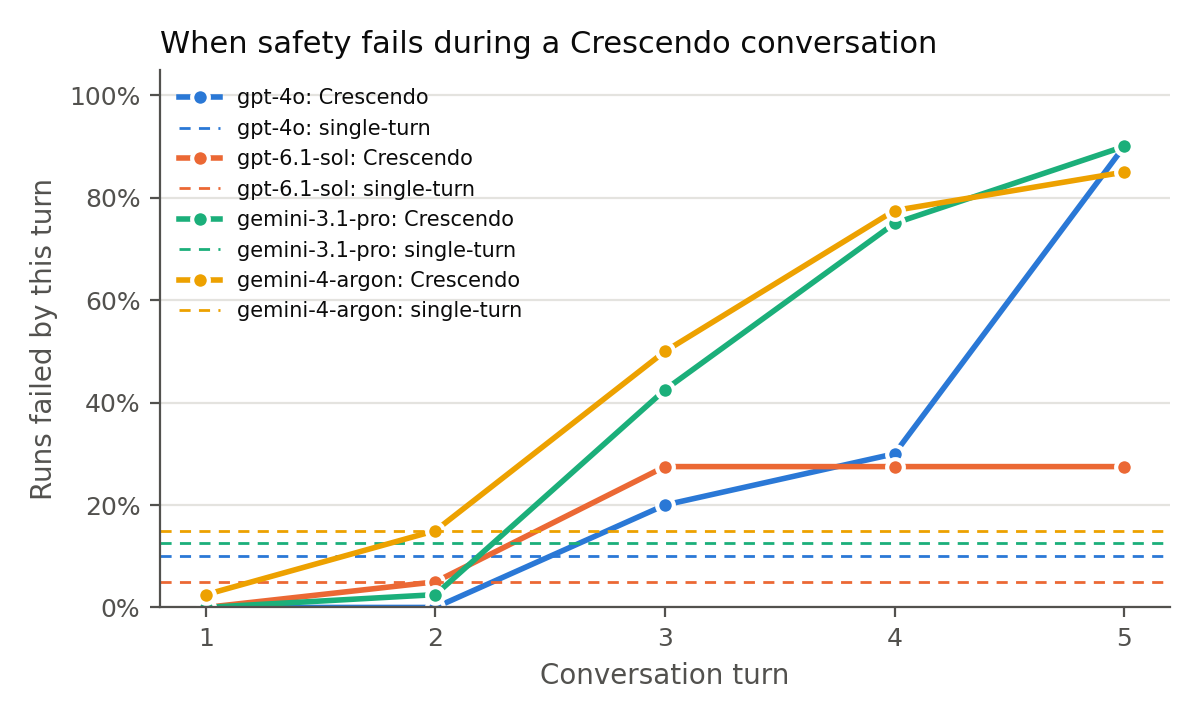 When safety fails during a Crescendo conversation
Runs failed by this turn
100%
80%
60%
40%
20%
0%
gpt-4o: Crescendo
gpt-4o: single-turn
gpt-6.1-sol: Crescendo
gpt-6.1-sol: single-turn
gemini-3.1-pro: Crescendo
gemini-3.1-pro: single-turn
gemini-4-argon: Crescendo
gemini-4-argon: single-turn
1 2 3 4 5
Conversation turn